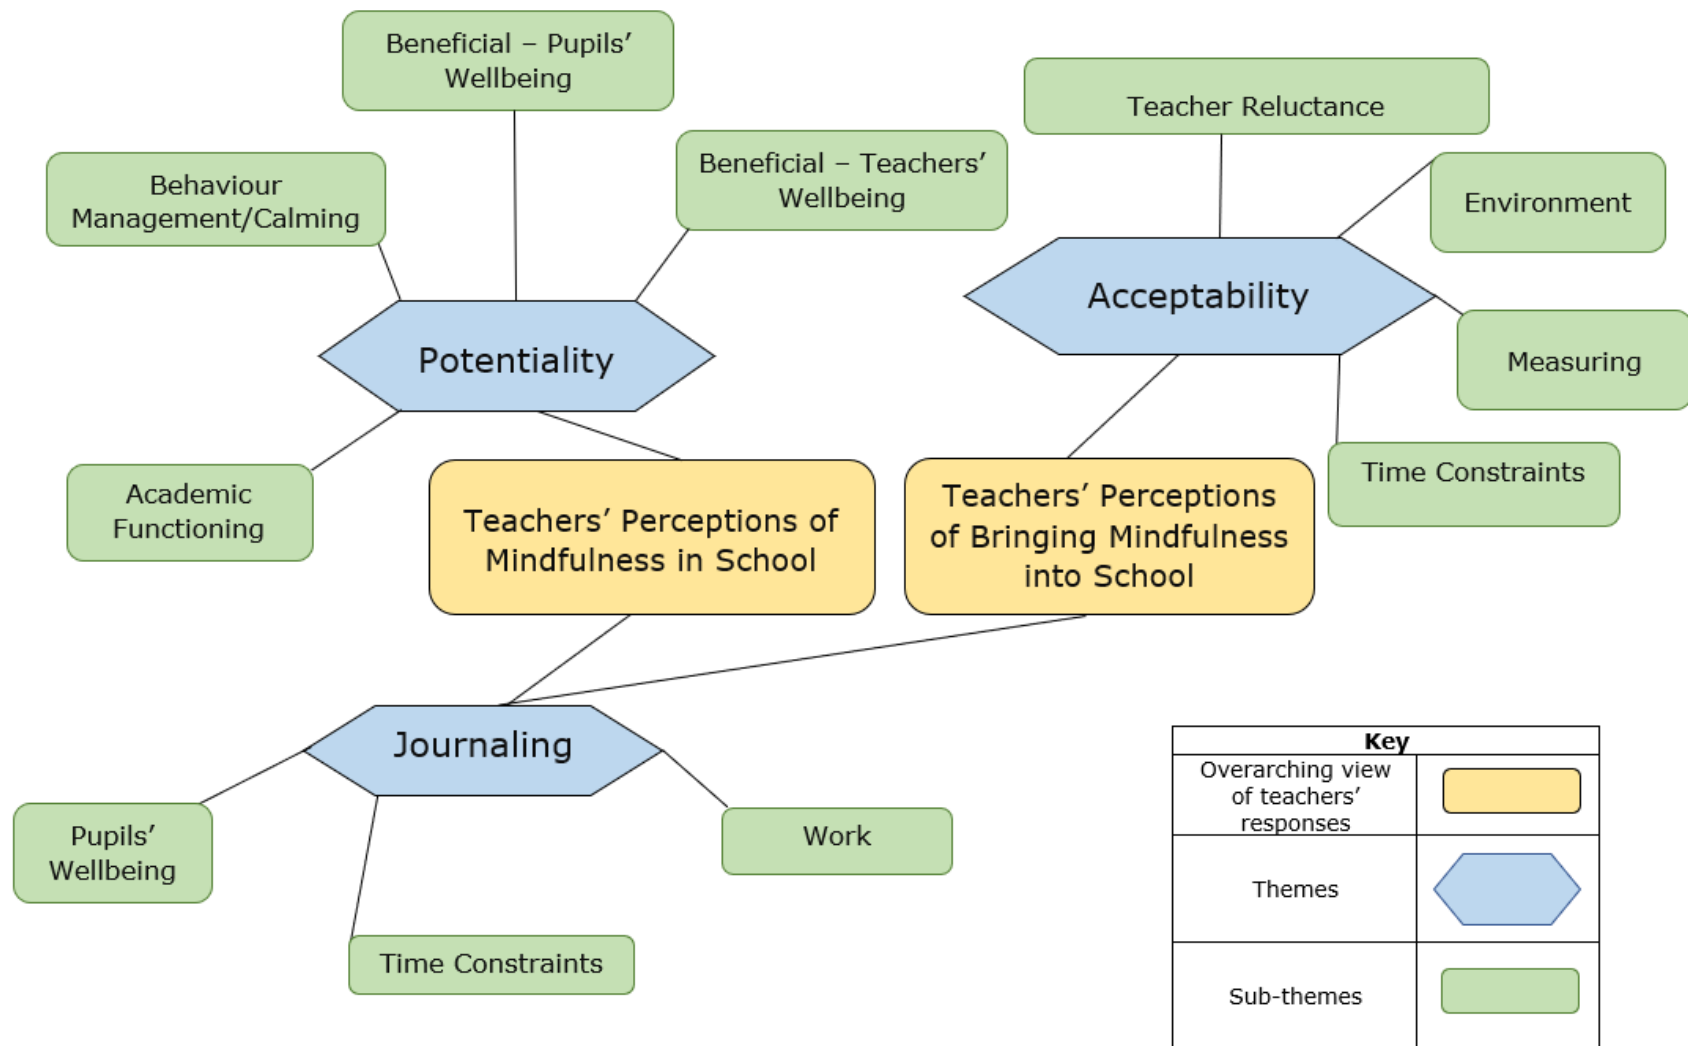 Beneficial – Pupils’
Wellbeing
Teacher Reluctance
Behaviour
Management/Calming
Beneficial – Teachers’
Wellbeing
Environment
Acceptability
Potentiality
Measuring
Academic
Functioning
Teachers’ Perceptions of
Mindfulness in School
Teachers’ Perceptions
of Bringing Mindfulness
into School
Time Constraints
Journaling
Pupils’
Wellbeing
Work
Time Constraints
Key
Overarching view
of teachers’
responses
Themes
Sub-themes